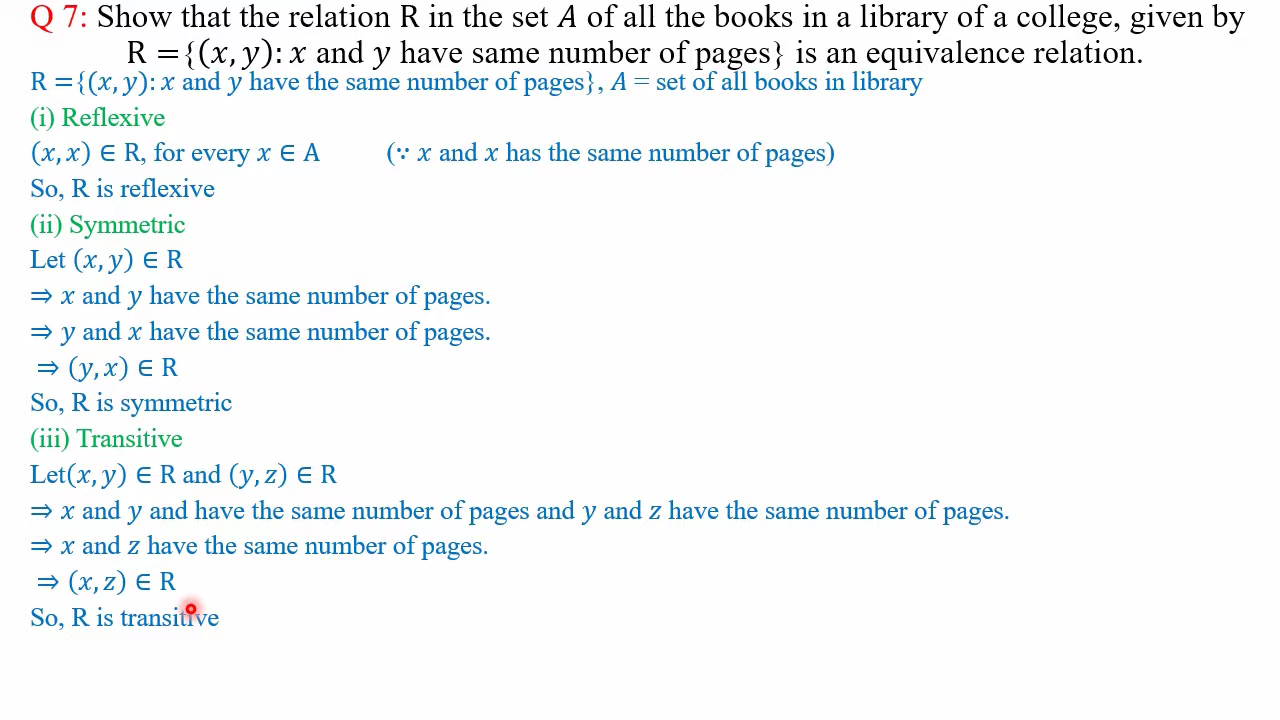 Q 7: Show that the relation R in the set A of all the books in a library of a college, given by
R ={(x, y): x and y have same number of pages} is an equivalence relation.
R ={(x, y): x and y have the same number of pages}, A = set of all books in library
(i) Reflexive
(x, x) ∈ R, for every x ∈ A (∵ x and x has the same number of pages)
So, R is reflexive
(ii) Symmetric
Let (x, y) ∈ R
⇒ x and y have the same number of pages.
⇒ y and x have the same number of pages.
⇒ (y, x) ∈ R
So, R is symmetric
(iii) Transitive
Let(x, y) ∈ R and (y, z) ∈ R
⇒ x and y and have the same number of pages and y and z have the same number of pages.
⇒ x and z have the same number of pages.
⇒ (x, z) ∈ R
So, R is transitive